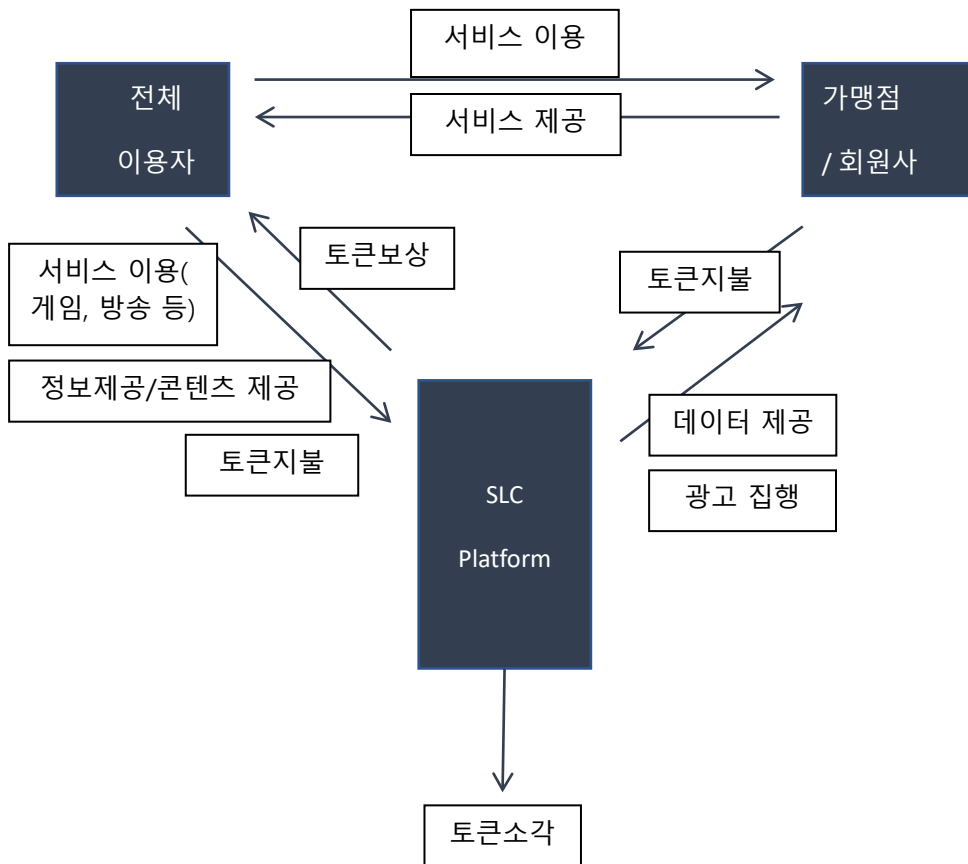 서비스 이용
전체
이용자
가맹점
/ 회원사
서비스 제공
토큰보상
서비스 이용(
게임, 방송 등)
토큰지불
정보제공/콘텐츠 제공
토큰지불
데이터 제공
광고 집행
SLC
Platform
토큰소각